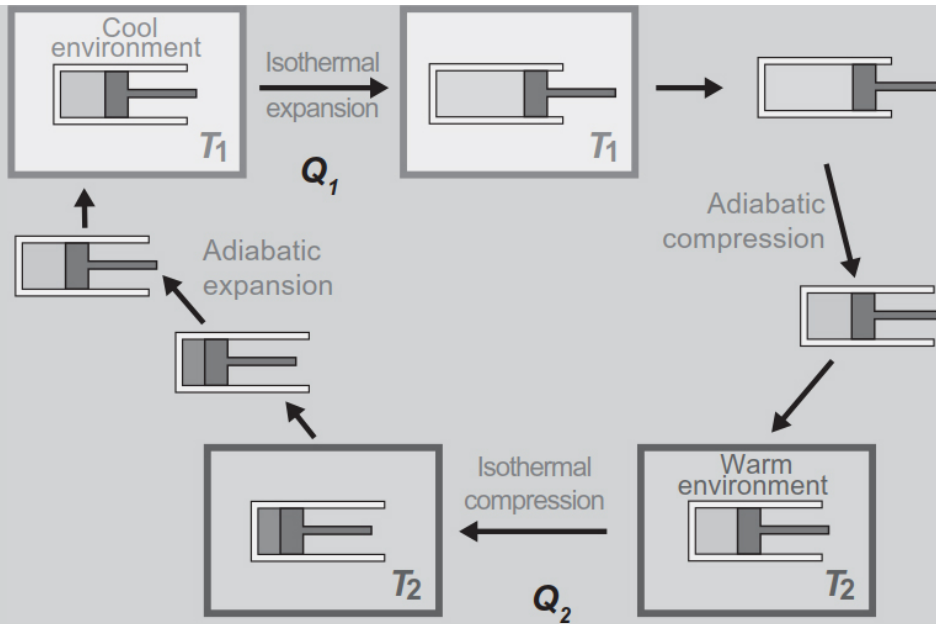 Cool
environment
T1
Isothermal
expansion
Q1
T1
Adiabatic
compression
Adiabatic
expansion
Isothermal
compression
Q2
T2
Warm
environment
T2